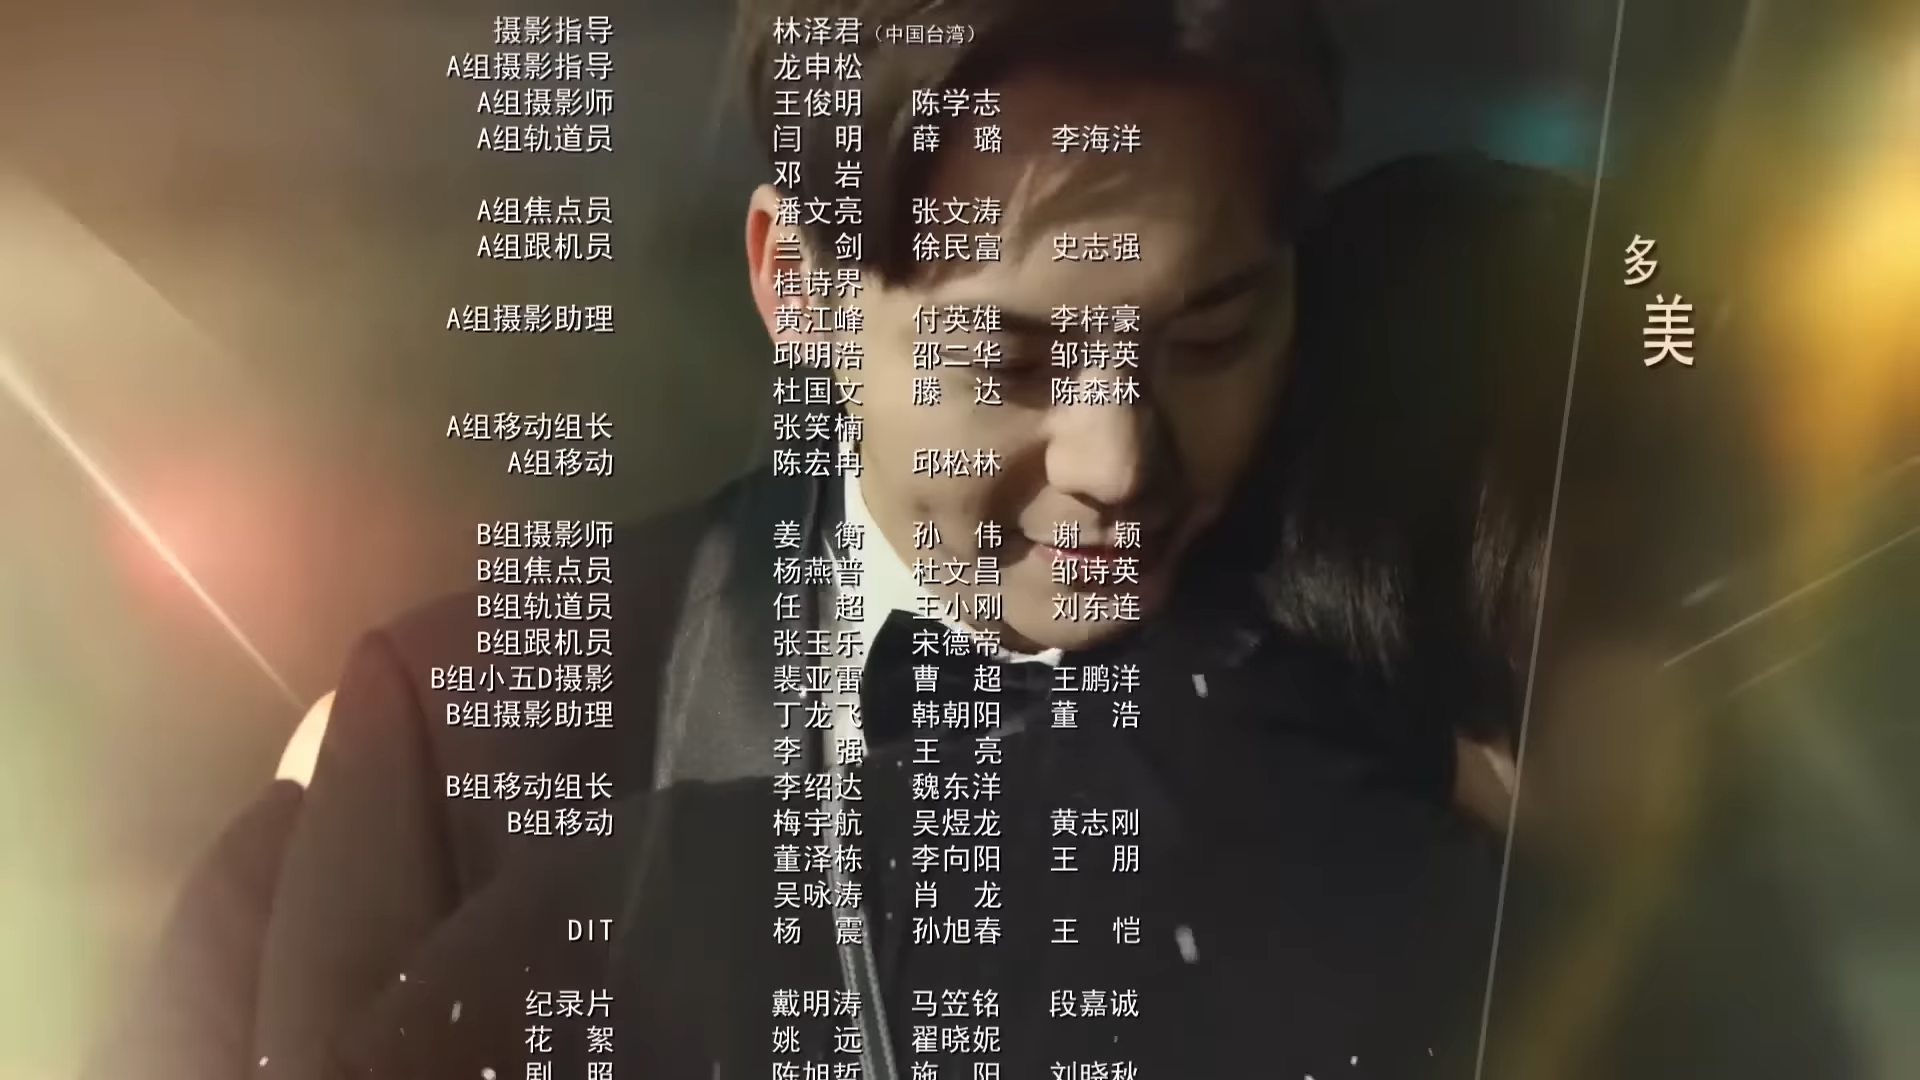 摄影指导 林泽君（中国台湾）
A组摄影指导 龙申松
A组摄影师 王俊明 陈学志
A组轨道员 闫 明 薛 璐 李海洋
邓 岩
A组焦点员 潘文亮 张文涛
A组跟机员 兰 剑 徐民富 史志强
桂诗界
A组摄影助理 黄江峰 付英雄 李梓豪
邱明浩 邵二华 邹诗英
杜国文 滕 达 陈森林
A组移动组长 张笑楠
A组移动 陈宏冉 邱松林
B组摄影师 姜 衡 孙 伟 谢 颖
B组焦点员 杨燕普 杜文昌 邹诗英
B组轨道员 任 超 王小刚 刘东连
B组跟机员 张玉乐 宋德帝
B组小五D摄影 裴亚雷 曹 超 王鹏洋
B组摄影助理 丁龙飞 韩朝阳 董 浩
李 强 王 亮
B组移动组长 李绍达 魏东洋
B组移动 梅宇航 吴煜龙 黄志刚
董泽栋 李向阳 王 朋
吴咏涛 肖 龙
DIT 杨 震 孙旭春 王 恺
纪录片 戴明涛 马笠铭 段嘉诚
花 絮 姚 远 翟晓妮
剧 照 陈旭哲 施 阳 刘晓秋
多
美